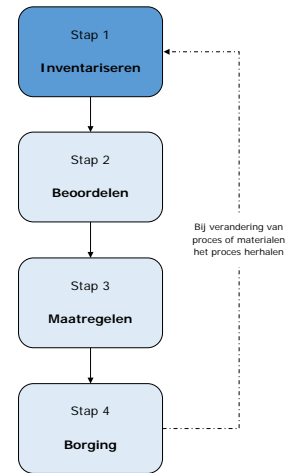 Stap 1
Inventariseren
Stap 2
Beoordelen
Bij verandering van
proces of materialen
het proces herhalen
Stap 3
Maatregelen
Stap 4
Borging